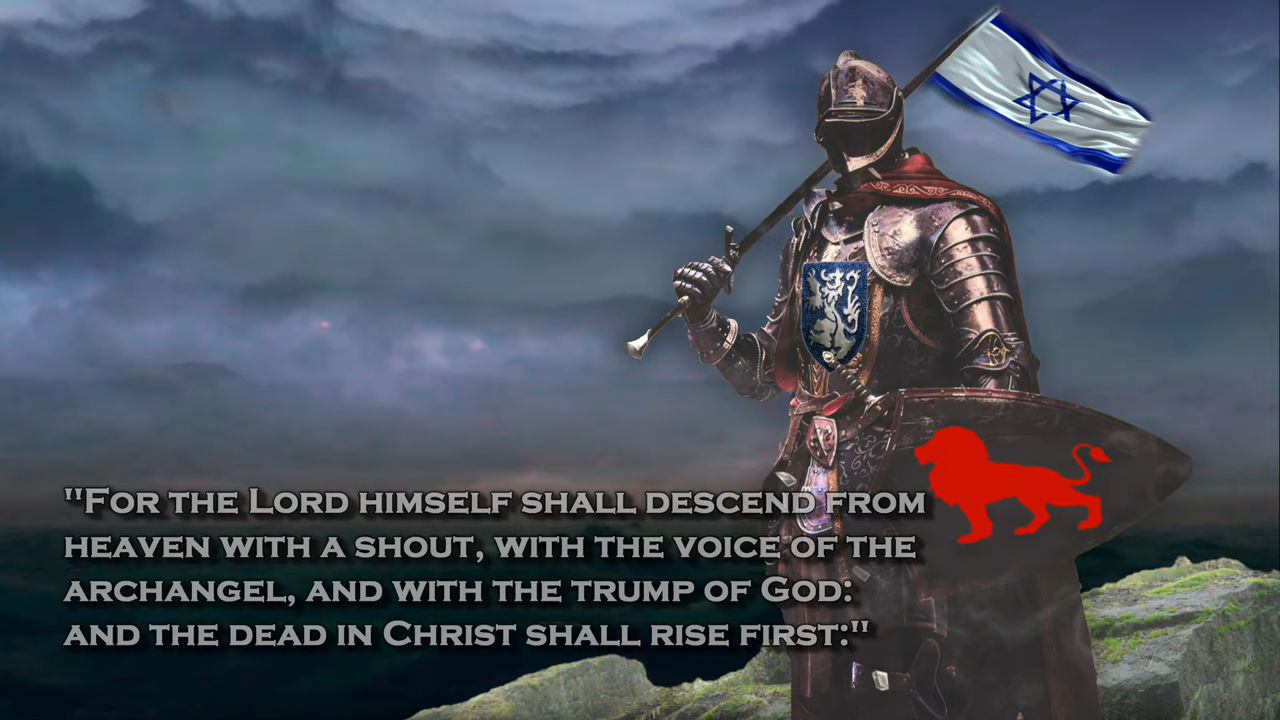 "For the Lord himself shall descend from
heaven with a shout, with the voice of the
archangel, and with the trump of God:
and the dead in Christ shall rise first:"